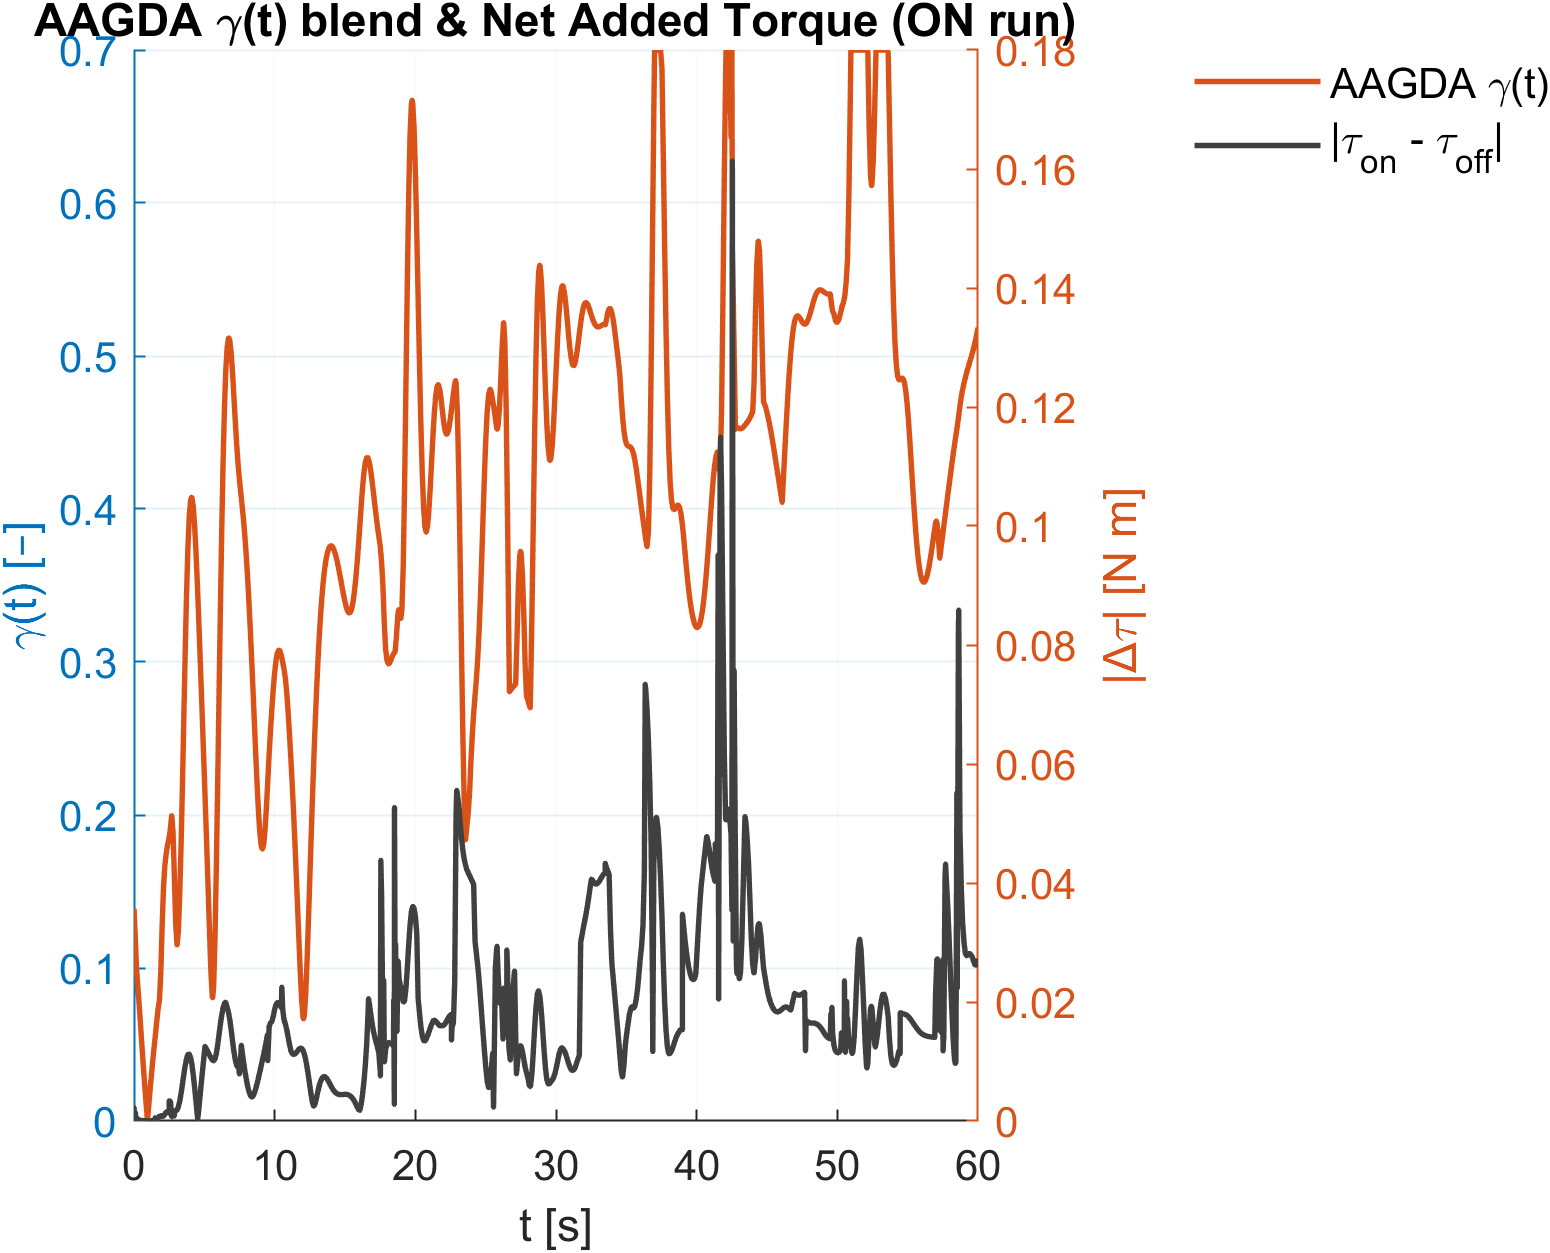 AAGDA γ(t) blend & Net Added Torque (ON run)
AAGDA γ(t)
|τon - τoff|
γ(t) [−]
0.7
0.6
0.5
0.4
0.3
0.2
0.1
0
|Δτ| [N m]
0.18
0.16
0.14
0.12
0.1
0.08
0.06
0.04
0.02
0
0 10 20 30 40 50 60
t [s]